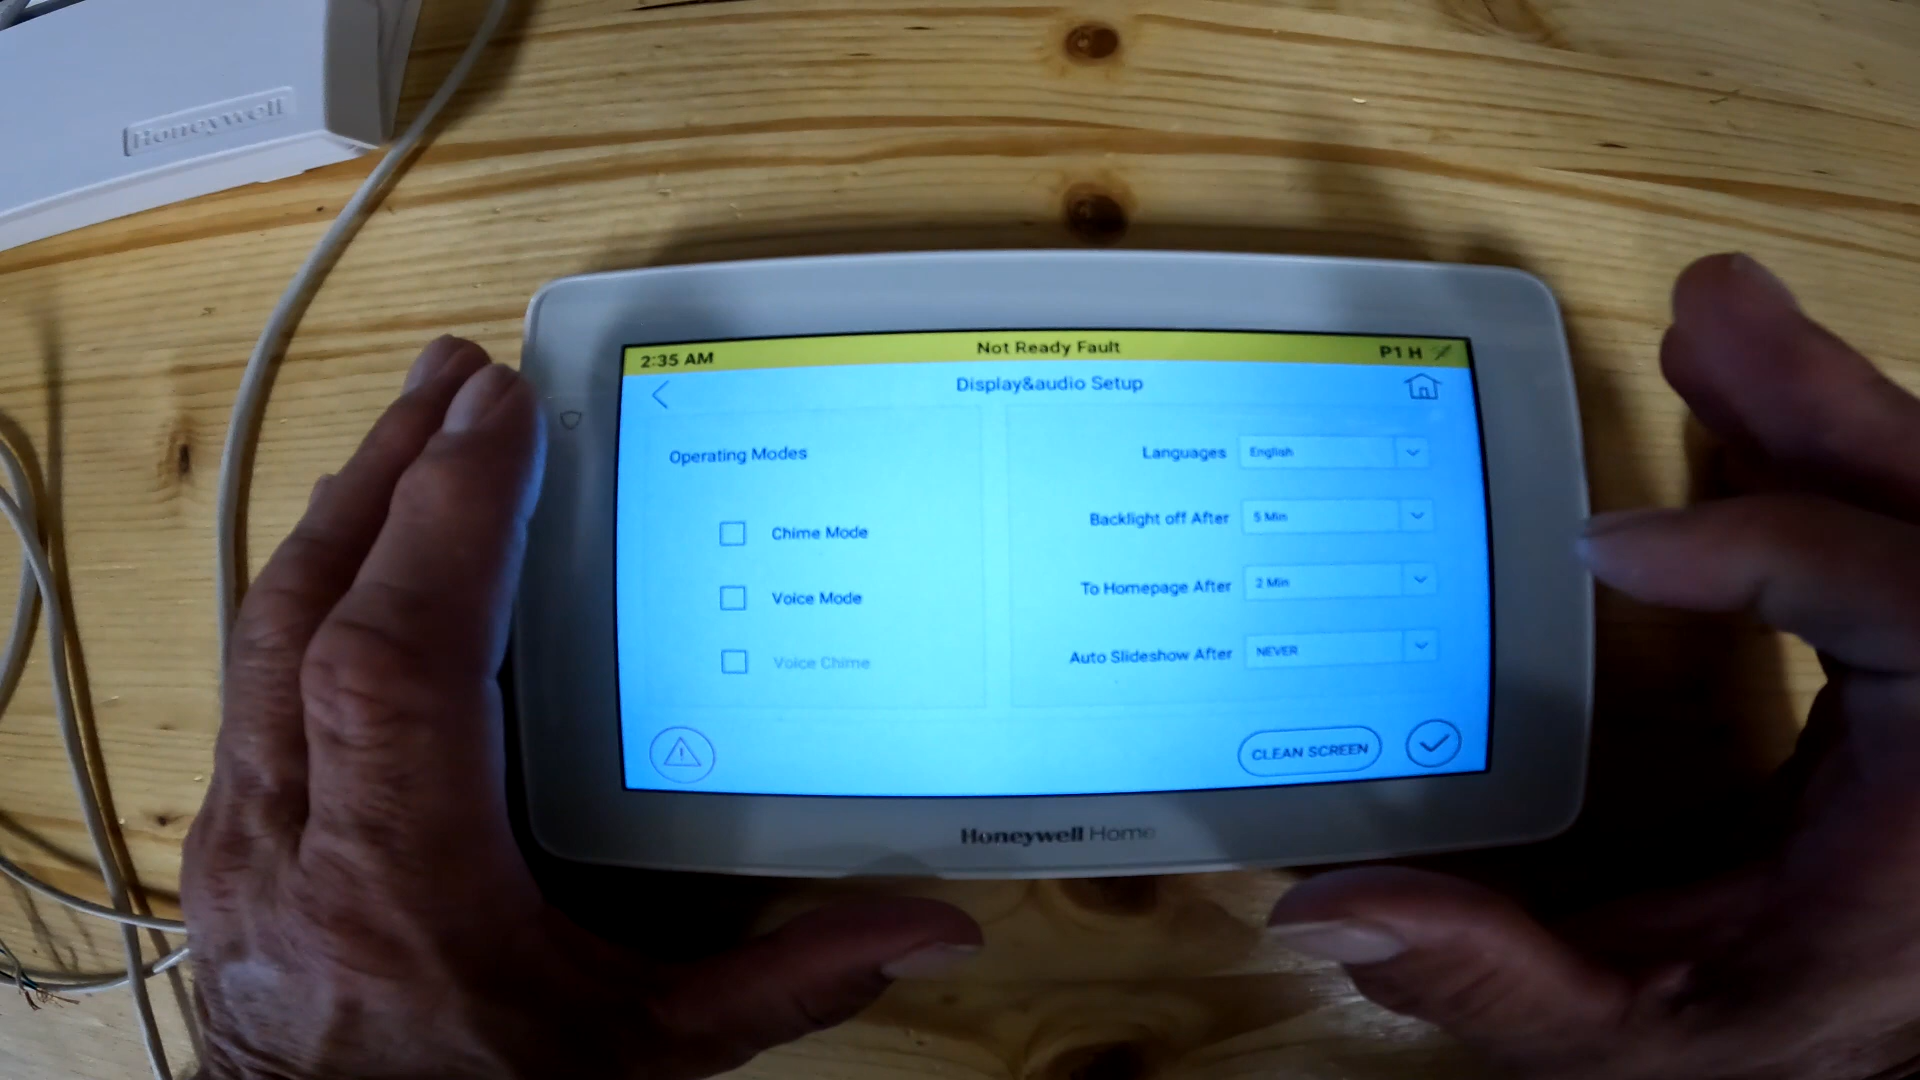 Honeywell
2:35 AM
Not Ready Fault
P1 H
Display&audio Setup
Operating Modes
Chime Mode
Voice Mode
Voice Chime
Languages English
Backlight off After 5 Min
To Homepage After 2 Min
Auto Slideshow After NEVER
CLEAN SCREEN
Honeywell Home